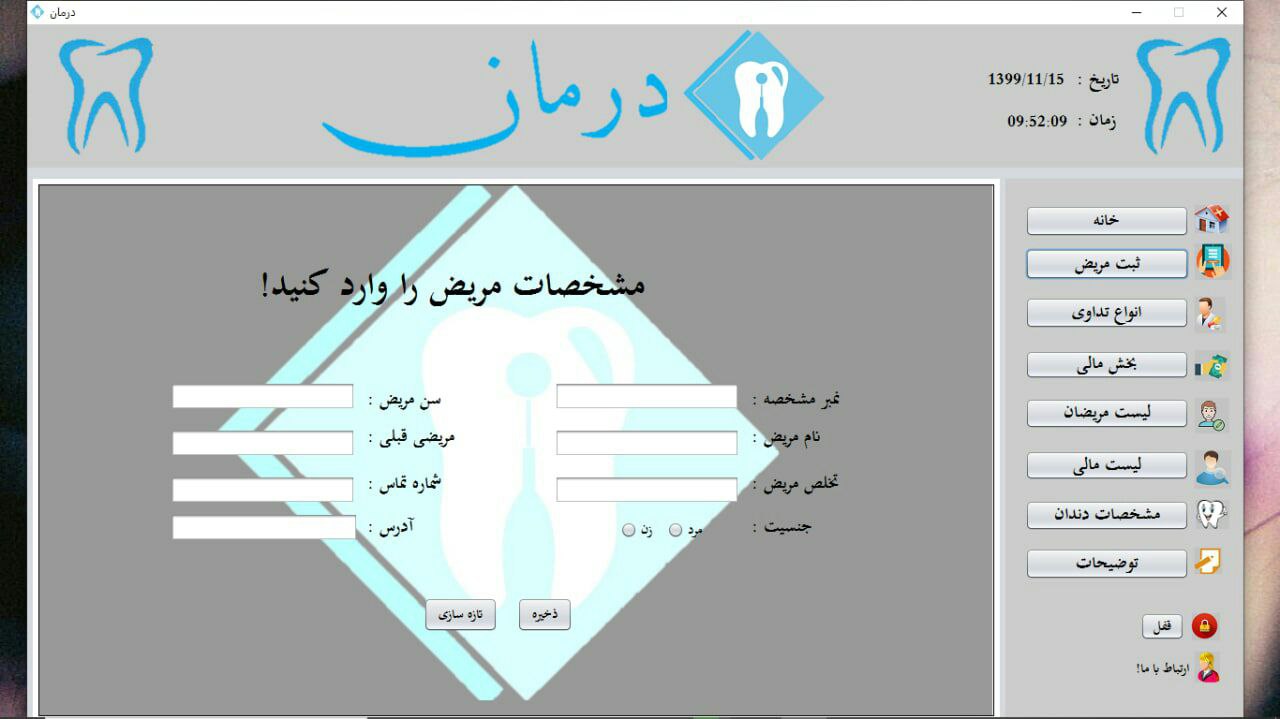 درمان
درمان
تاریخ : 1399/11/15
زمان : 09:52:09
خانه
ثبت مریض
انواع تداوی
بخش مالی
لیست مریضان
لیست مالی
مشخصات دندان
توضیحات
قفل
ارتباط با ما!
مشخصات مریض را وارد کنید!
نمبر مشخصه :
سن مریض :
نام مریض :
مریضی قبلی :
تخلص مریض :
شماره تماس :
جنسیت : مرد زن
آدرس :
ذخیره
تازه سازی